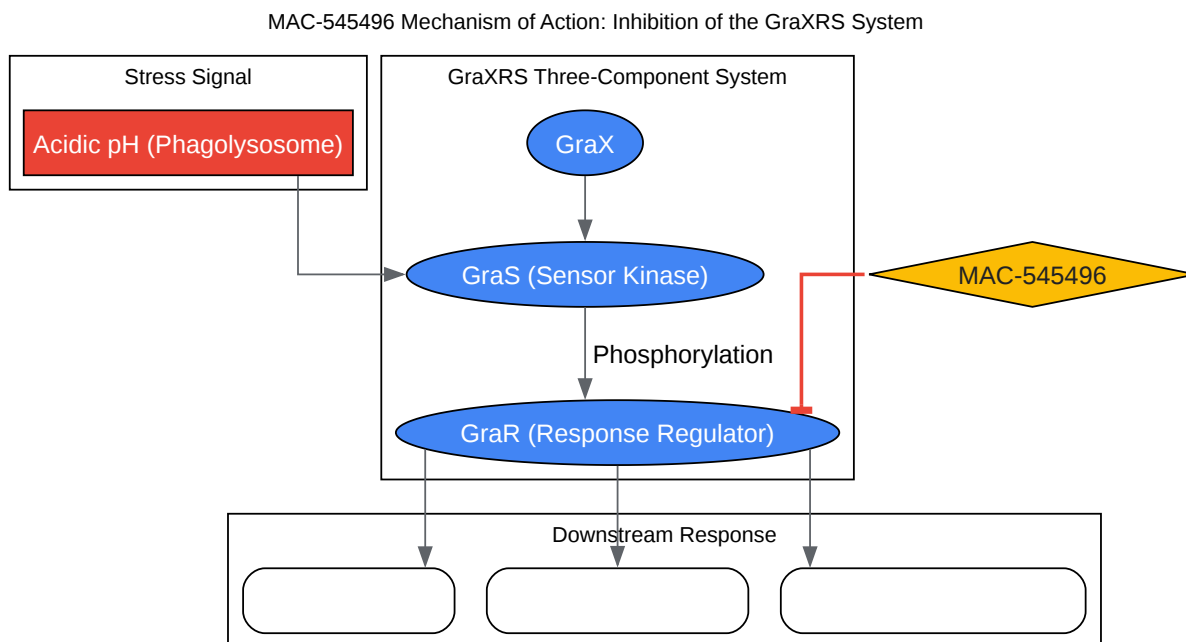 MAC-545496 Mechanism of Action: Inhibition of the GraXRS System
Stress Signal
GraXRS Three-Component System
Acidic pH (Phagolysosome)
GraX
GraS (Sensor Kinase)
MAC-545496
Phosphorylation
GraR (Response Regulator)
Downstream Response